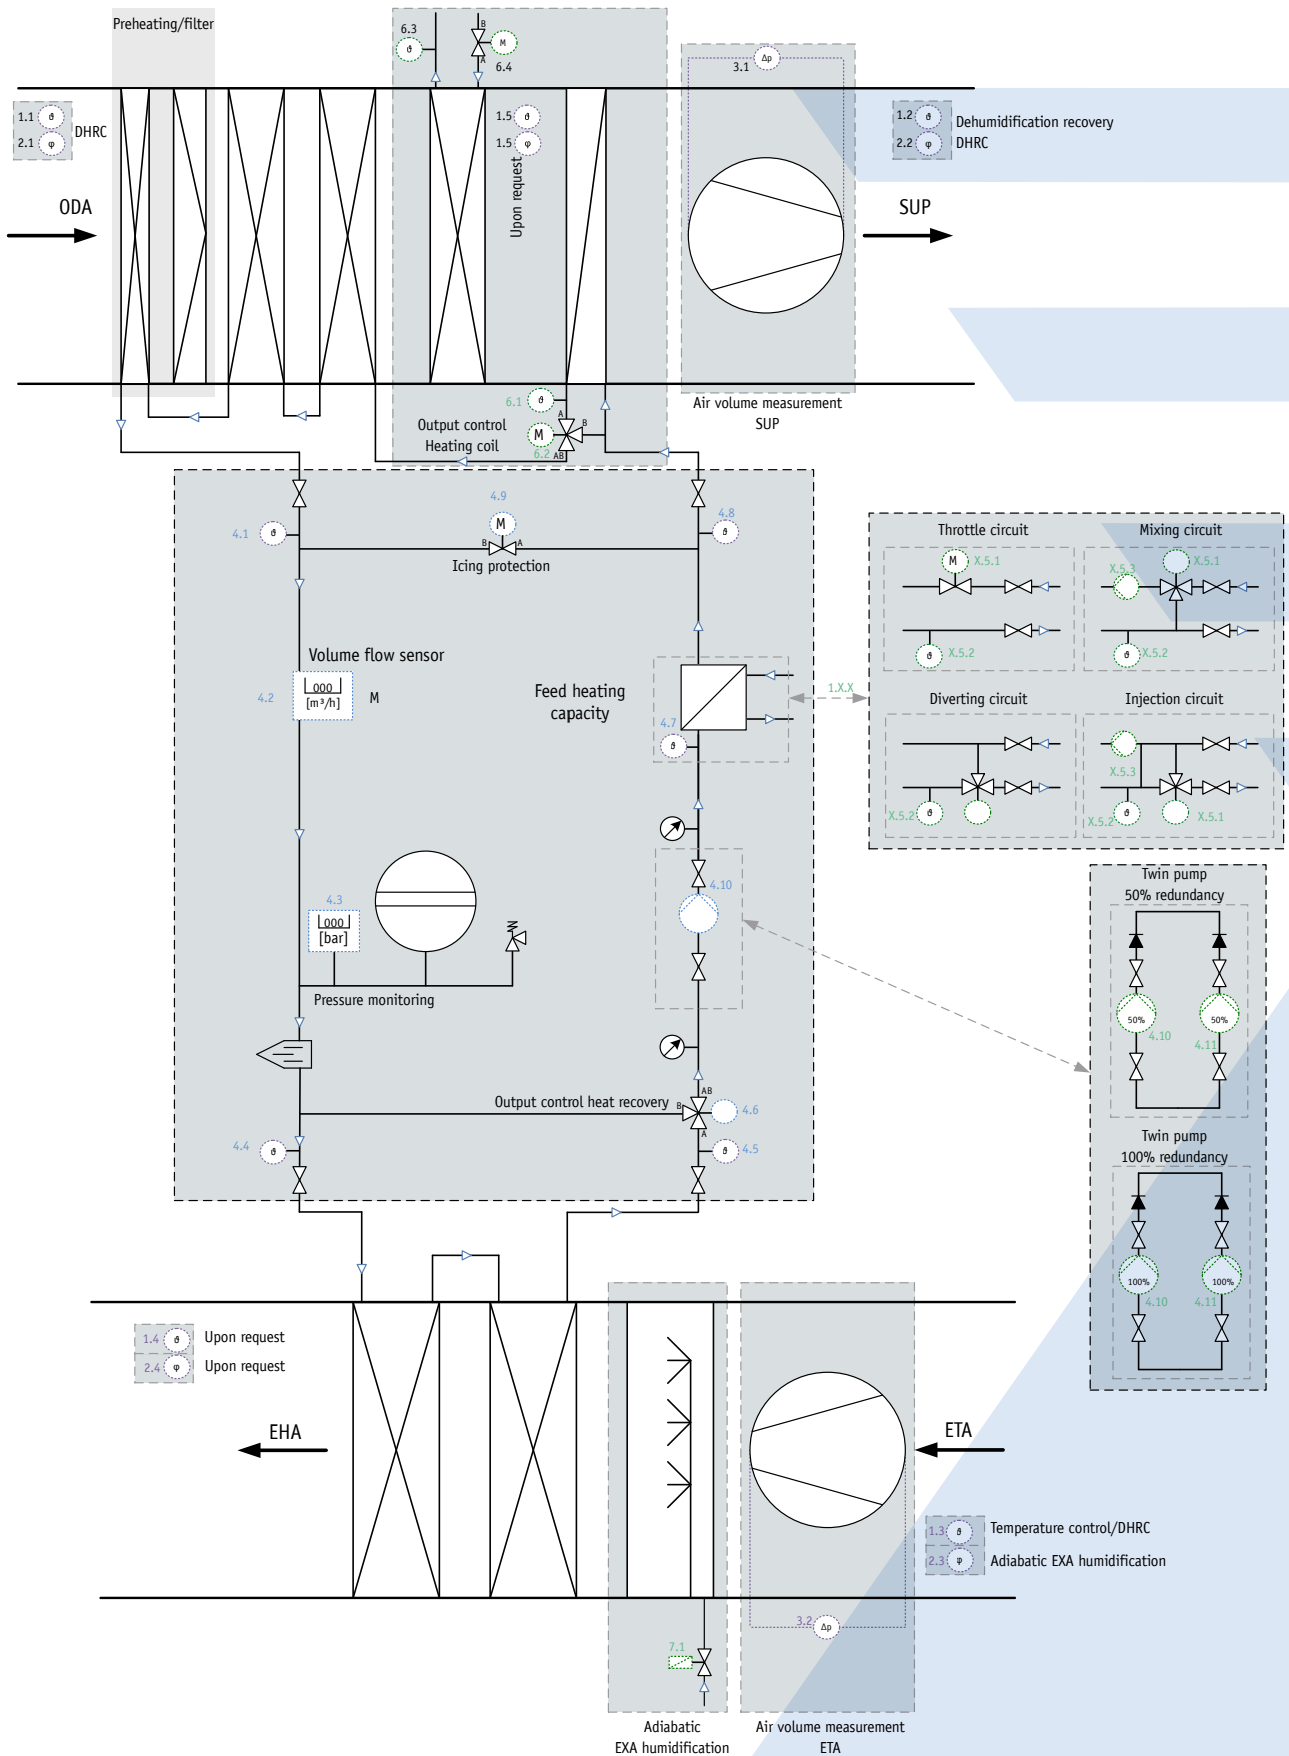 Preheating/filter
6.3
ϑ
B
M
A
6.4
3.1
Δp
1.1
ϑ
DHRC
2.1
φ
1.5
ϑ
1.5
φ
Upon request
1.2
ϑ
Dehumidification recovery
2.2
φ
DHRC
ODA
SUP
6.1
ϑ
A
B
M
6.2
AB
Output control
Heating coil
Air volume measurement
SUP
4.9
M
B
A
Icing protection
4.1
ϑ
4.8
ϑ
Throttle circuit
M
X.5.1
X.5.2
ϑ
Mixing circuit
X.5.3
X.5.1
ϑ
X.5.2
Volume flow sensor
4.2
000
[m³/h]
M
Feed heating
capacity
4.7
ϑ
1.X.X
Diverting circuit
X.5.2
ϑ
Injection circuit
X.5.3
X.5.2
ϑ
X.5.1
4.3
000
[bar]
Pressure monitoring
4.10
Twin pump
50% redundancy
50%
50%
4.10
4.11
Output control heat recovery
AB
B
A
4.6
4.4
ϑ
4.5
ϑ
Twin pump
100% redundancy
100%
100%
4.10
4.11
1.4
ϑ
Upon request
2.4
φ
Upon request
EHA
ETA
1.3
ϑ
Temperature control/DHRC
2.3
φ
Adiabatic EXA humidification
3.2
Δp
7.1
Adiabatic
EXA humidification
Air volume measurement
ETA